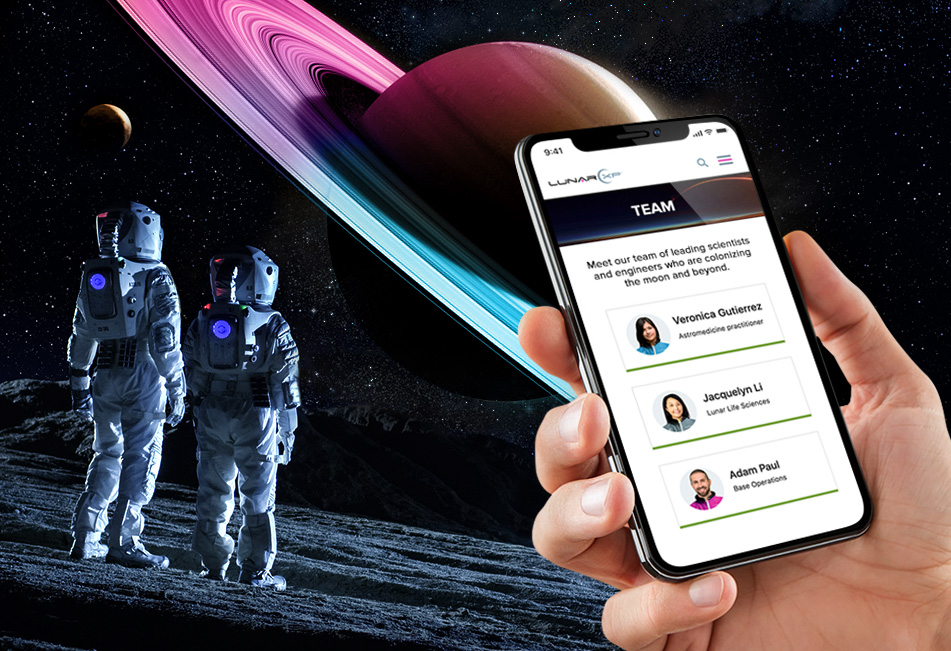 9:41
LUNAR XP
TEAM
Meet our team of leading scientists
and engineers who are colonizing
the moon and beyond.
Veronica Gutierrez
Astromedicine practitioner
Jacquelyn Li
Lunar Life Sciences
Adam Paul
Base Operations